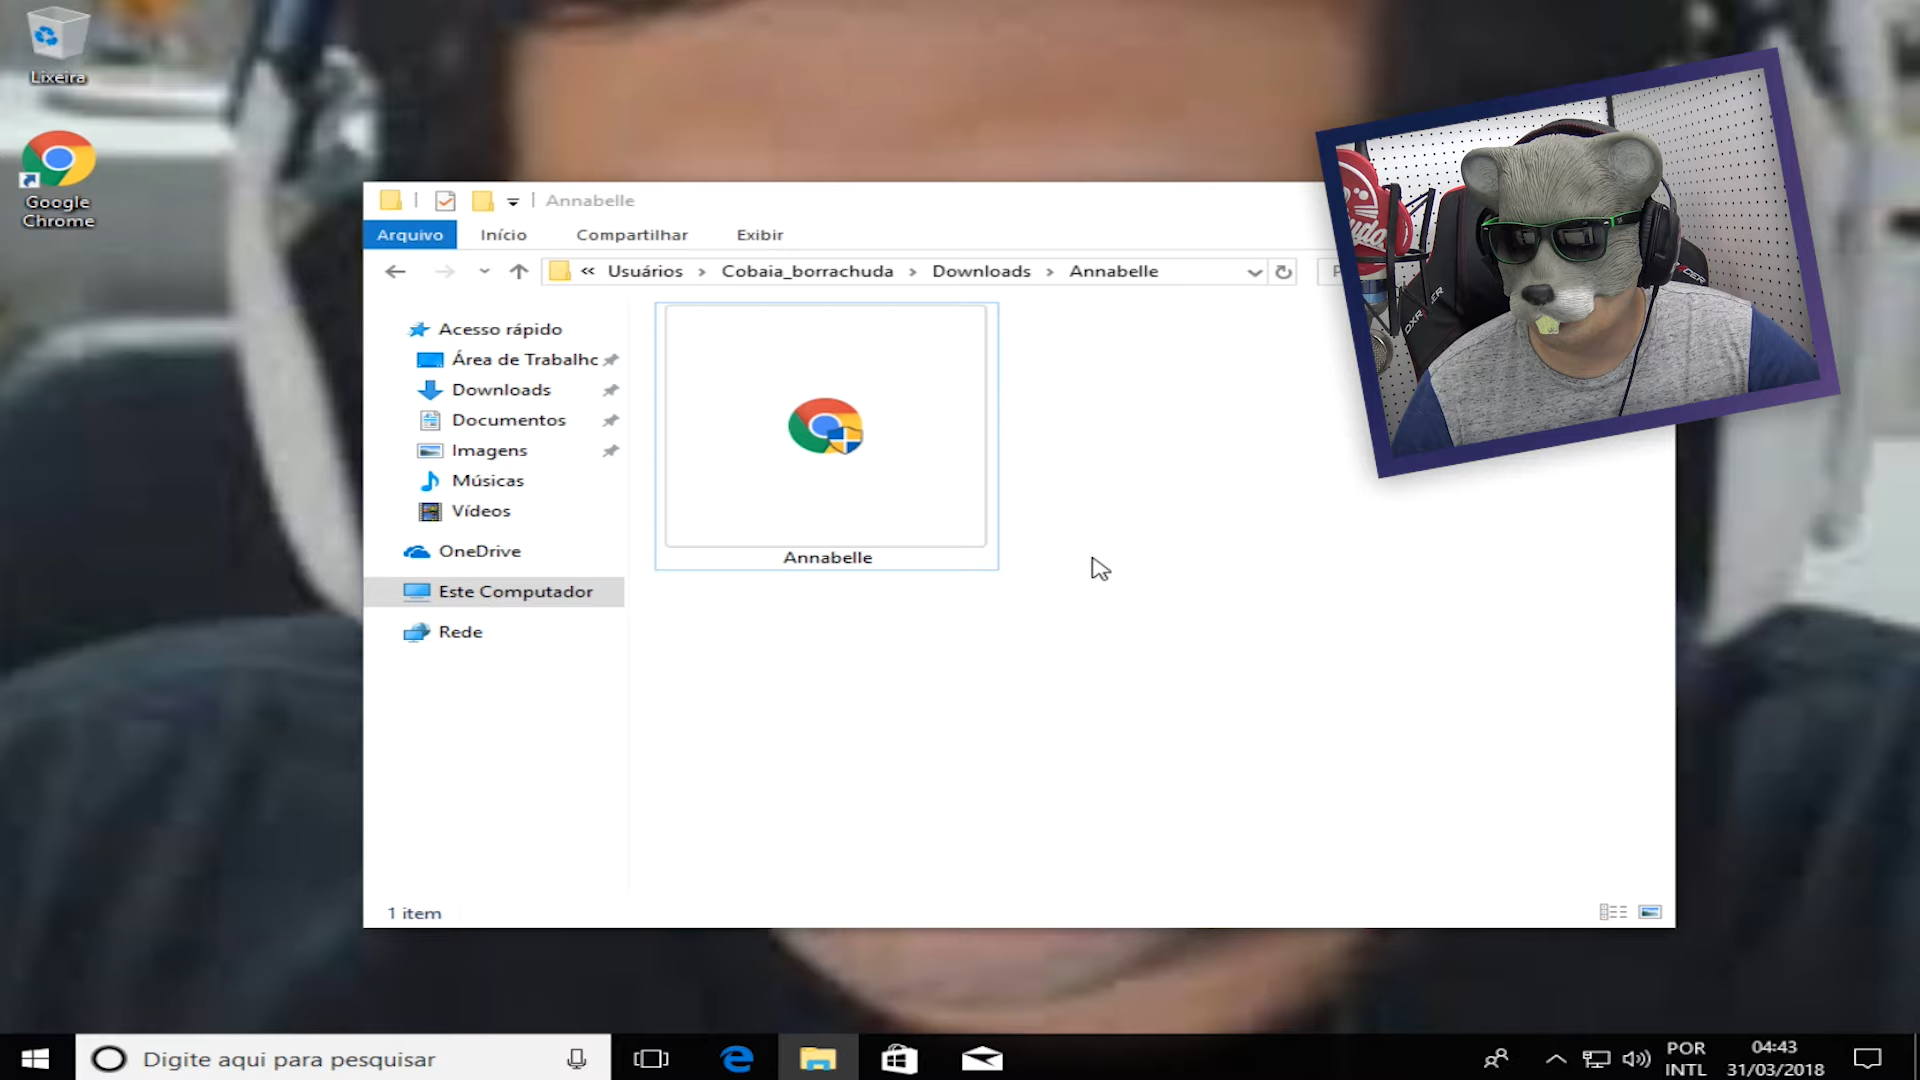 Lixeira
Google
Chrome
Annabelle
Arquivo Início Compartilhar Exibir
« Usuários › Cobaia_borrachuda › Downloads › Annabelle
Acesso rápido
Área de Trabalho
Downloads
Documentos
Imagens
Músicas
Vídeos
OneDrive
Este Computador
Rede
Annabelle
1 item
Digite aqui para pesquisar
POR
INTL
04:43
31/03/2018